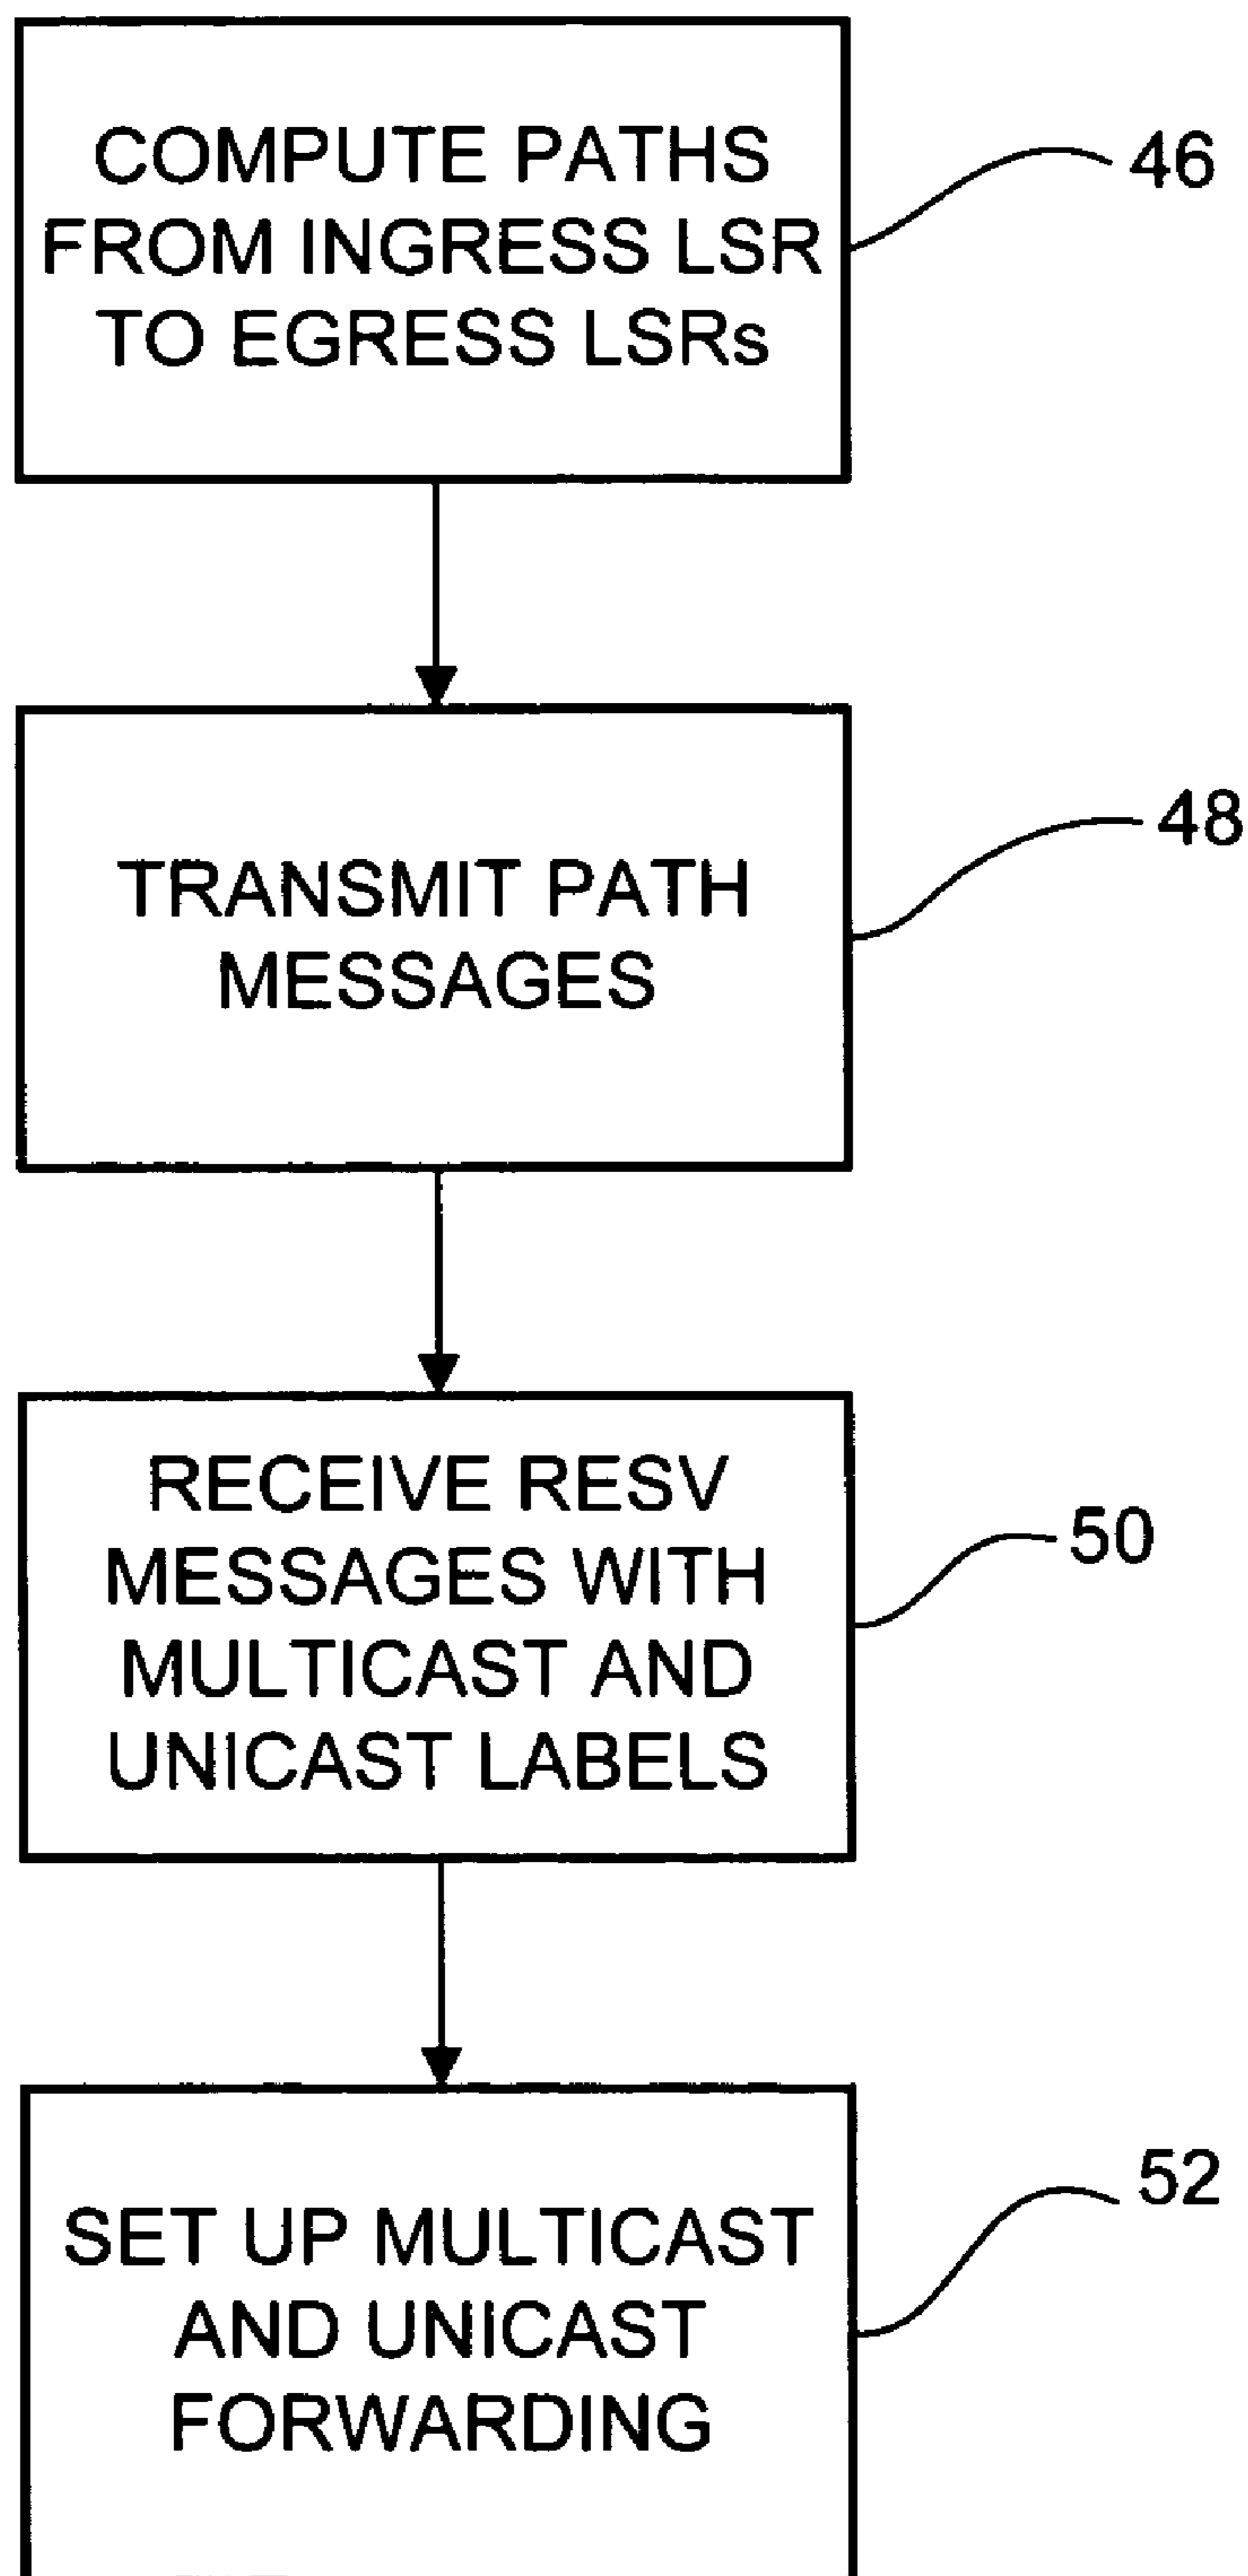 COMPUTE PATHS
FROM INGRESS LSR
TO EGRESS LSRs
46
TRANSMIT PATH
MESSAGES
48
RECEIVE RESV
MESSAGES WITH
MULTICAST AND
UNICAST LABELS
50
SET UP MULTICAST
AND UNICAST
FORWARDING
52